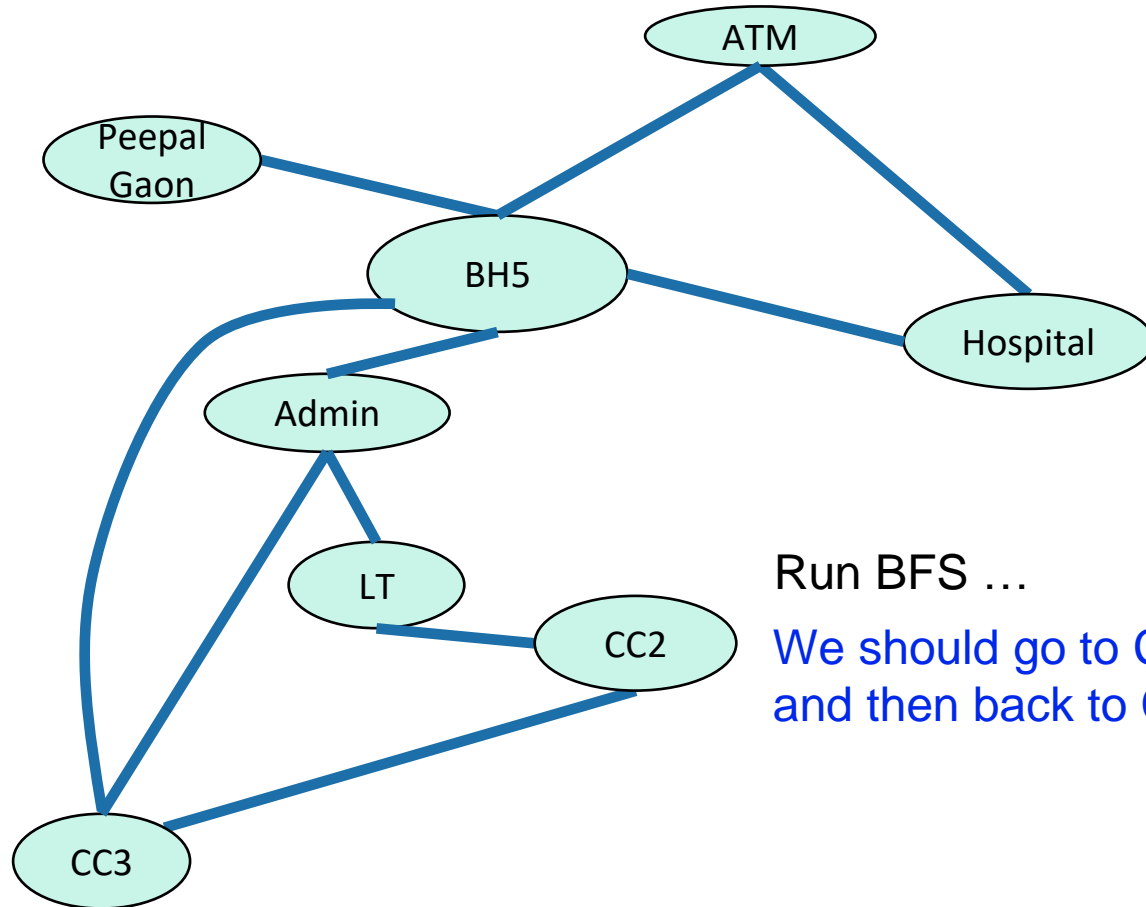 ATM
Peepal
Gaon
BH5
Hospital
Admin
LT
CC2
CC3
Run BFS …
We should go to
and then back to